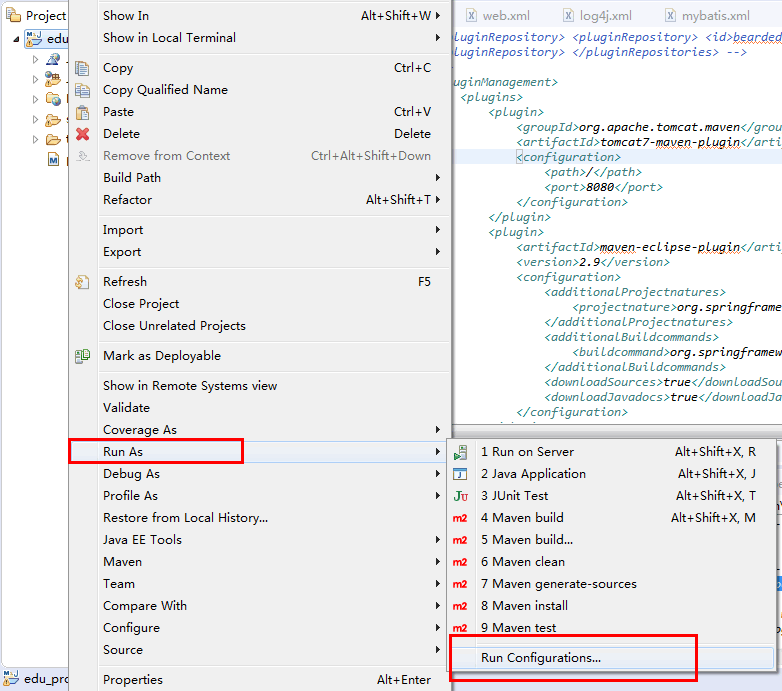 Project
edu
edu_pro
Show In Alt+Shift+W
Show in Local Terminal
Copy Ctrl+C
Copy Qualified Name
Paste Ctrl+V
Delete Delete
Remove from Context Ctrl+Alt+Shift+Down
Build Path
Refactor Alt+Shift+T
Import
Export
Refresh F5
Close Project
Close Unrelated Projects
Mark as Deployable
Show in Remote Systems view
Validate
Coverage As
Run As
Debug As
Profile As
Restore from Local History...
Java EE Tools
Maven
Team
Compare With
Configure
Source
Properties Alt+Enter
1 Run on Server Alt+Shift+X, R
2 Java Application Alt+Shift+X, J
3 JUnit Test Alt+Shift+X, T
4 Maven build Alt+Shift+X, M
5 Maven build...
6 Maven clean
7 Maven generate-sources
8 Maven install
9 Maven test
Run Configurations...
web.xml log4j.xml mybatis.xml
luginRepository> <pluginRepository> <id>bearded
luginRepository> </pluginRepositories> -->
uginManagement>
<plugins>
<plugin>
<groupId>org.apache.tomcat.maven</grou
<artifactId>tomcat7-maven-plugin</arti
<configuration>
<path>/</path>
<port>8080</port>
</configuration>
</plugin>
<plugin>
<artifactId>maven-eclipse-plugin</arti
<version>2.9</version>
<configuration>
<additionalProjectnatures>
<projectnature>org.springframe
</additionalProjectnatures>
<additionalBuildcommands>
<buildcommand>org.springframew
</additionalBuildcommands>
<downloadSources>true</downloadSou
<downloadJavadocs>true</downloadJa
</configuration>